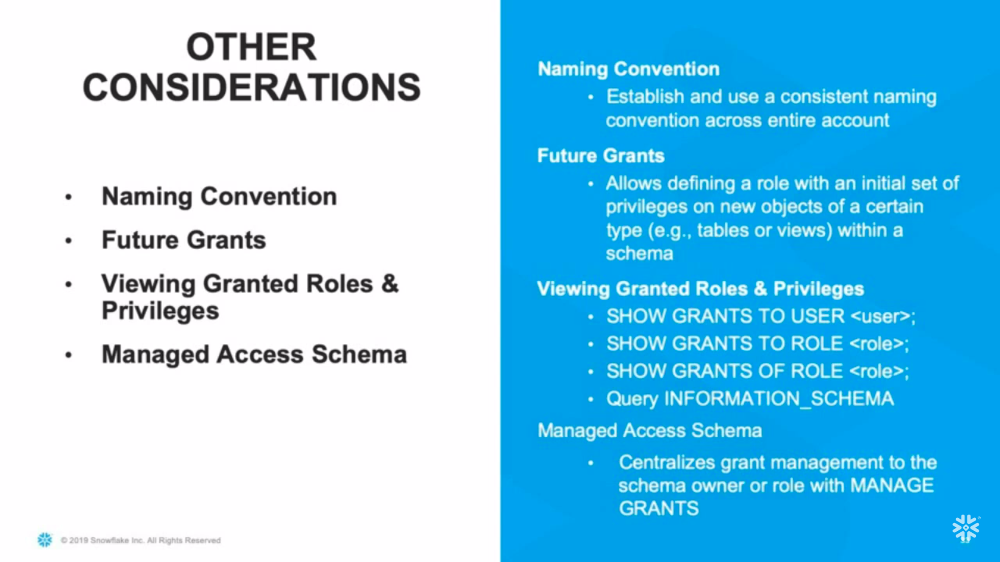 OTHER
CONSIDERATIONS
• Naming Convention
• Future Grants
• Viewing Granted Roles &
Privileges
• Managed Access Schema
© 2019 Snowflake Inc. All Rights Reserved
Naming Convention
• Establish and use a consistent naming
convention across entire account
Future Grants
• Allows defining a role with an initial set of
privileges on new objects of a certain
type (e.g., tables or views) within a
schema
Viewing Granted Roles & Privileges
• SHOW GRANTS TO USER <user>;
• SHOW GRANTS TO ROLE <role>;
• SHOW GRANTS OF ROLE <role>;
• Query INFORMATION_SCHEMA
Managed Access Schema
• Centralizes grant management to the
schema owner or role with MANAGE
GRANTS